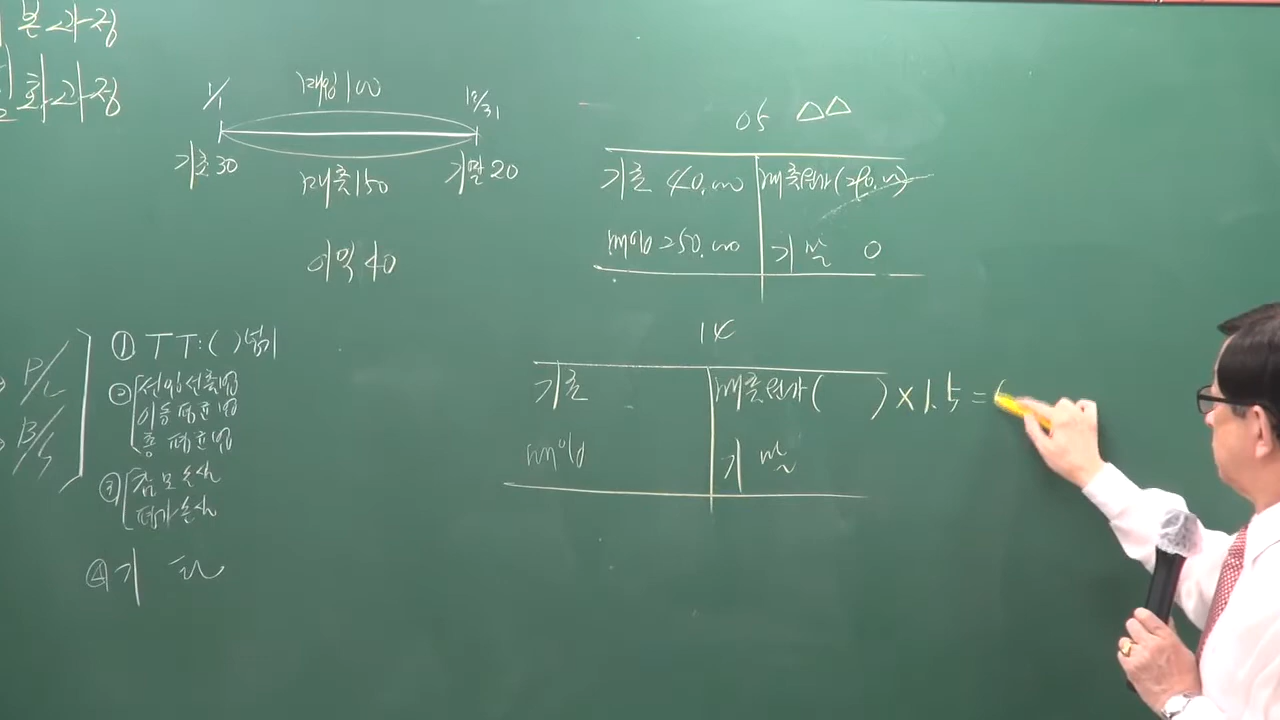 본과정
화과정
1/1 매입100 12/31
기초30 매출150 기말20
이익40
05 △△
기초 40,000 매출원가(290,000)
매입 250,000 기말 0
P/L
B/S
① TT:( )넣기
② 선입선출법
이동평균법
총평균법
③ 감모손실
평가손실
④ 기
14
기초 매출원가( )×1.5=(
매입 기말